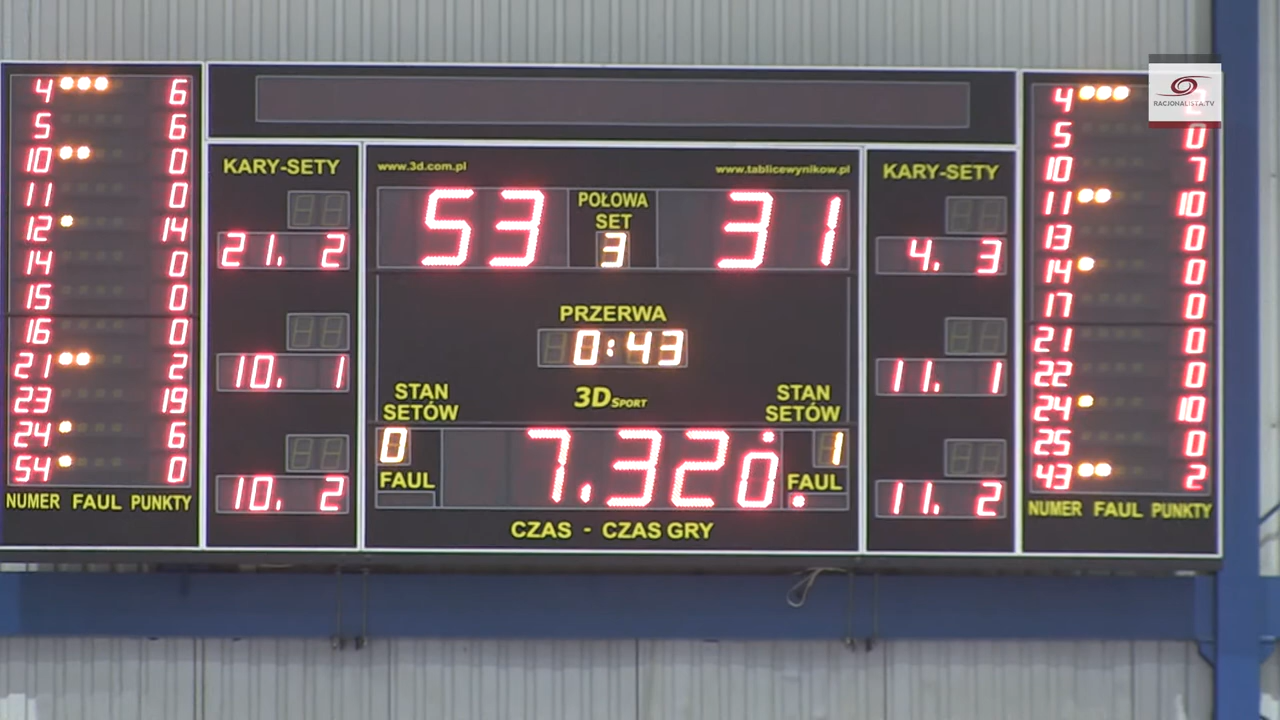 4 6
5 6
10 0
11 0
12 14
14 0
15 0
16 0
21 2
23 19
24 6
54 0
NUMER FAUL PUNKTY
KARY-SETY
21. 2
10. 1
10. 2
www.3d.com.pl
www.tablicewynikow.pl
53
POŁOWA
SET
3
31
PRZERWA
0:43
3D SPORT
STAN
SETÓW
0
FAUL
7.320.
STAN
SETÓW
1
FAUL
CZAS - CZAS GRY
KARY-SETY
4. 3
11. 1
11. 2
4
5 0
10 7
11 10
13 0
14 0
17 0
21 0
22 0
24 10
25 0
43 2
NUMER FAUL PUNKTY
RACJONALISTA.TV